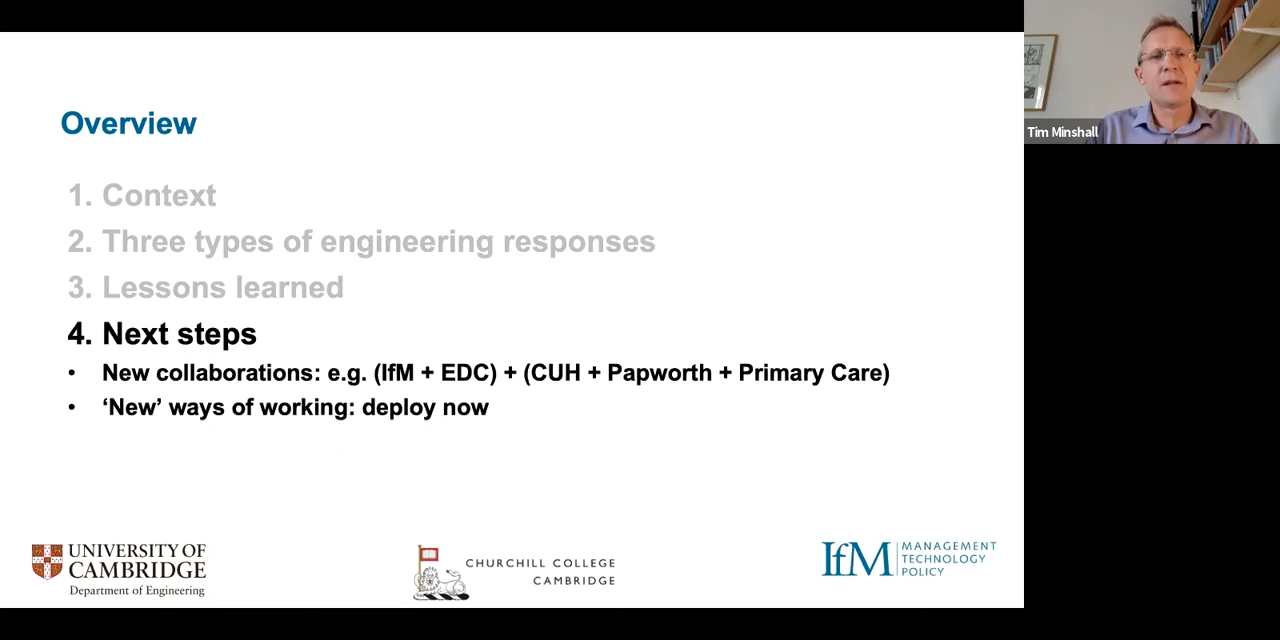 Overview
1. Context
2. Three types of engineering responses
3. Lessons learned
4. Next steps
• New collaborations: e.g. (IfM + EDC) + (CUH + Papworth + Primary Care)
• ‘New’ ways of working: deploy now
UNIVERSITY OF
CAMBRIDGE
Department of Engineering
CHURCHILL COLLEGE
CAMBRIDGE
IfM
MANAGEMENT
TECHNOLOGY
POLICY
Tim Minshall